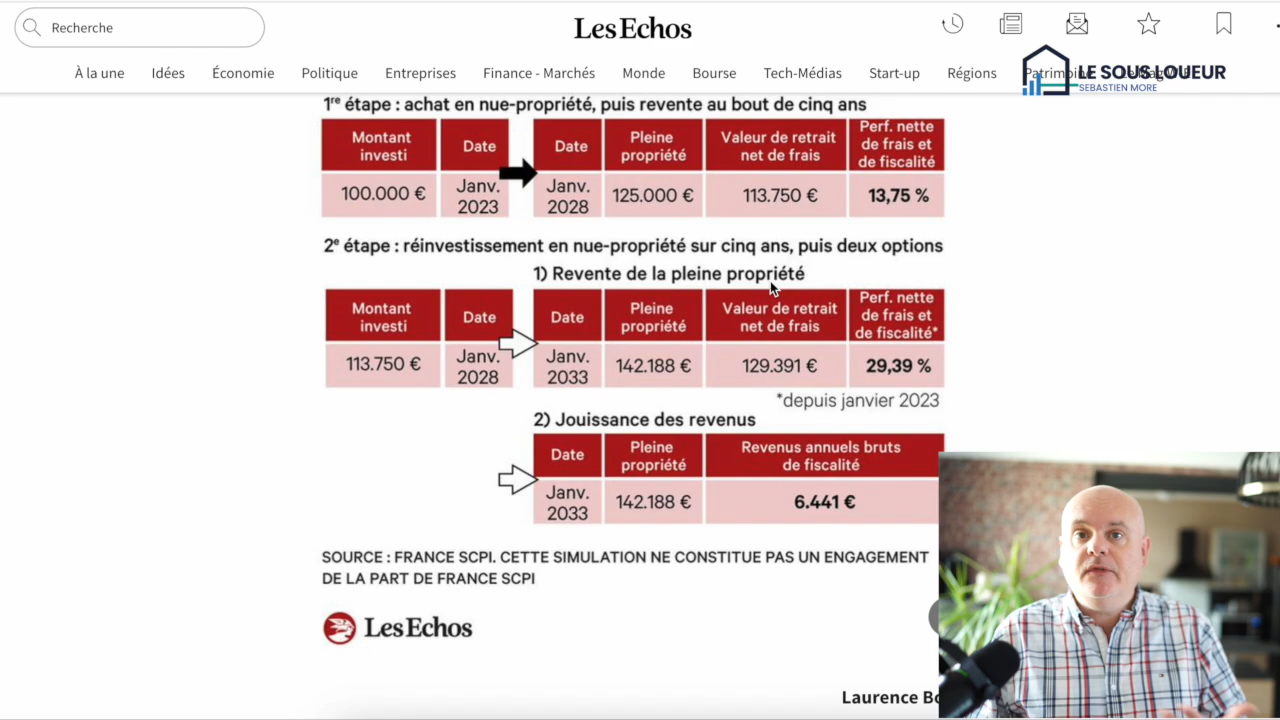 Recherche
Les Echos
À la une Idées Économie Politique Entreprises Finance - Marchés Monde Bourse Tech-Médias Start-up Régions
LE SOUS LOUEUR
SEBASTIEN MORE
1re étape : achat en nue-propriété, puis revente au bout de cinq ans
Montant
investi
Date
Date
Pleine
propriété
Valeur de retrait
net de frais
Perf. nette
de frais et
de fiscalité
100.000 €
Janv.
2023
Janv.
2028
125.000 €
113.750 €
13,75 %
2e étape : réinvestissement en nue-propriété sur cinq ans, puis deux options
1) Revente de la pleine propriété
Montant
investi
Date
Date
Pleine
propriété
Valeur de retrait
net de frais
Perf. nette
de frais et
de fiscalité*
113.750 €
Janv.
2028
Janv.
2033
142.188 €
129.391 €
29,39 %
*depuis janvier 2023
2) Jouissance des revenus
Date
Pleine
propriété
Revenus annuels bruts
de fiscalité
Janv.
2033
142.188 €
6.441 €
SOURCE : FRANCE SCPI. CETTE SIMULATION NE CONSTITUE PAS UN ENGAGEMENT
DE LA PART DE FRANCE SCPI
Les Echos
Laurence